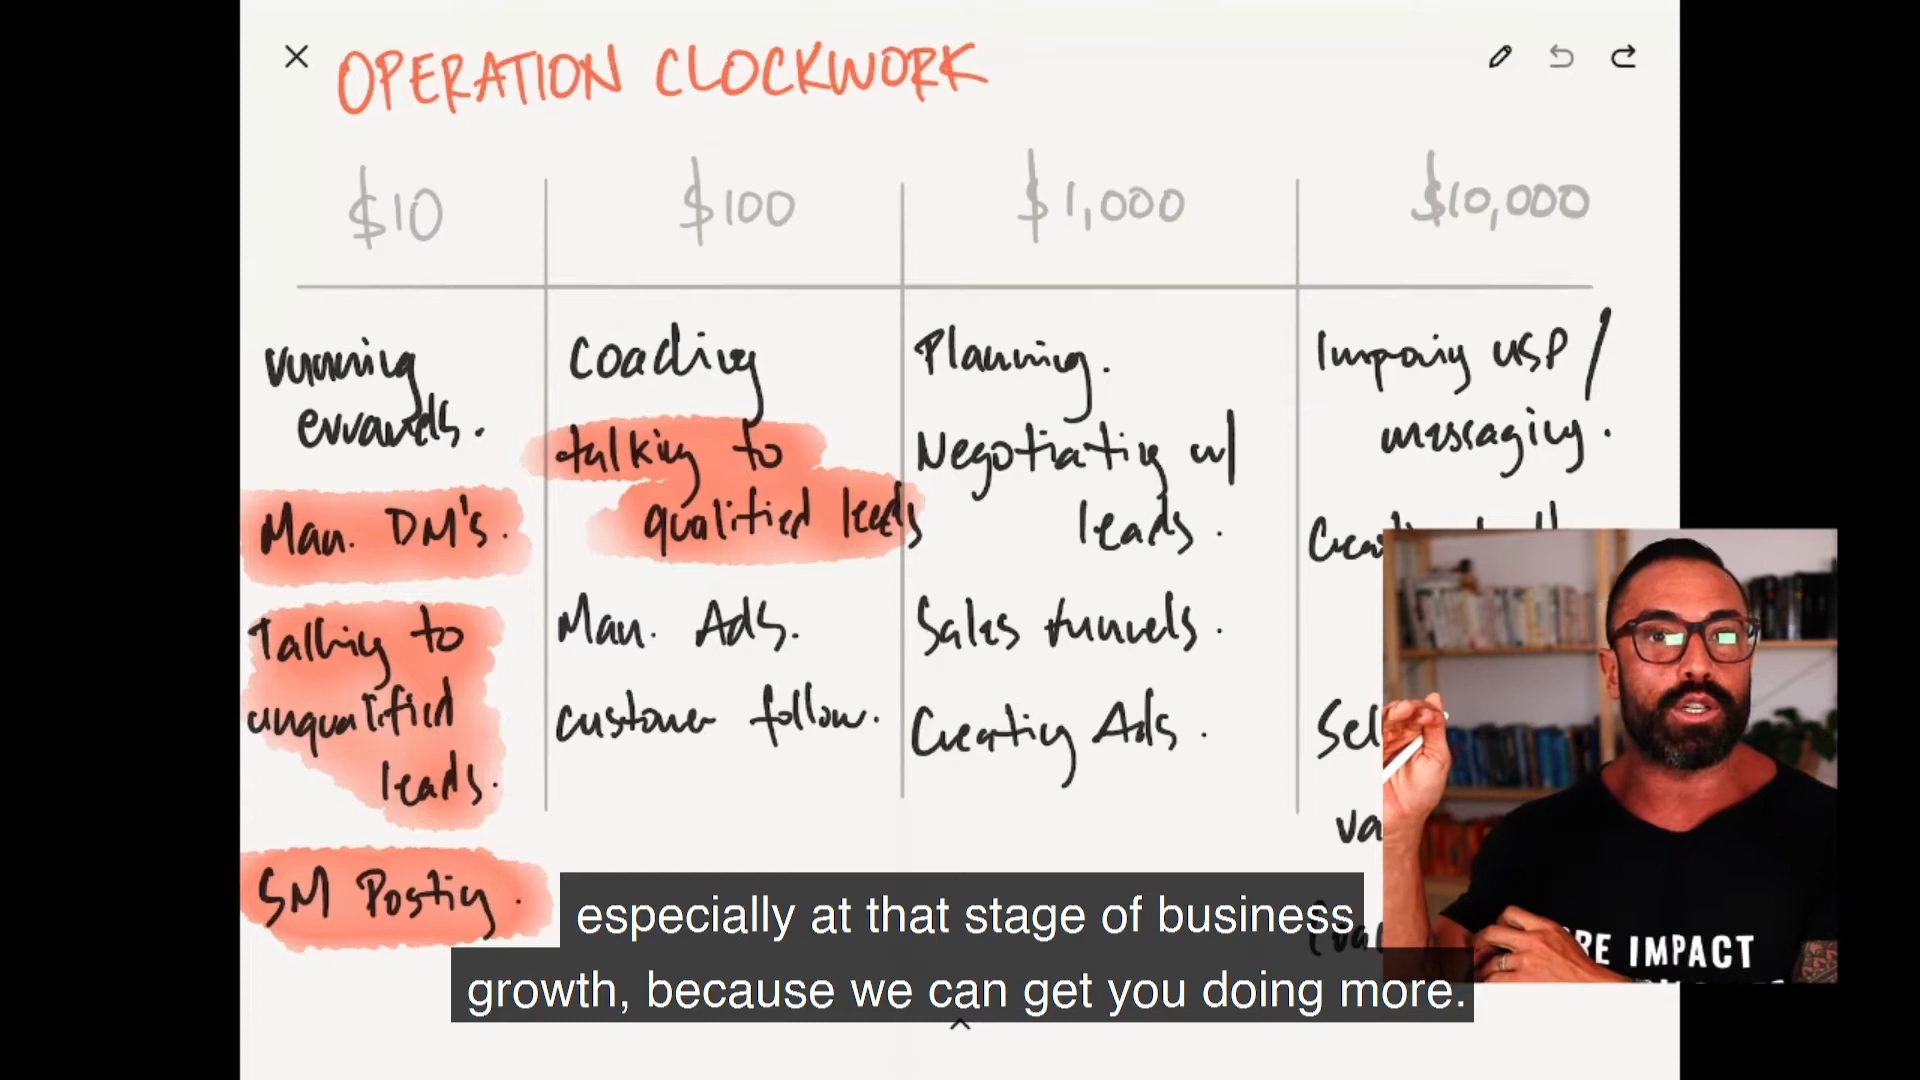 OPERATION CLOCKWORK
$10
$100
$1,000
$10,000
running
errands.
Man. DM's.
Talking to
unqualified
leads.
SM Posting.
Coaching
talking to
qualified leads
Man. Ads.
customer follow.
Planning.
Negotiating w/
leads.
Sales funnels.
Creating Ads.
USP /
messaging.
Sel
va
especially at that stage of business
growth, because we can get you doing more.
RE IMPACT